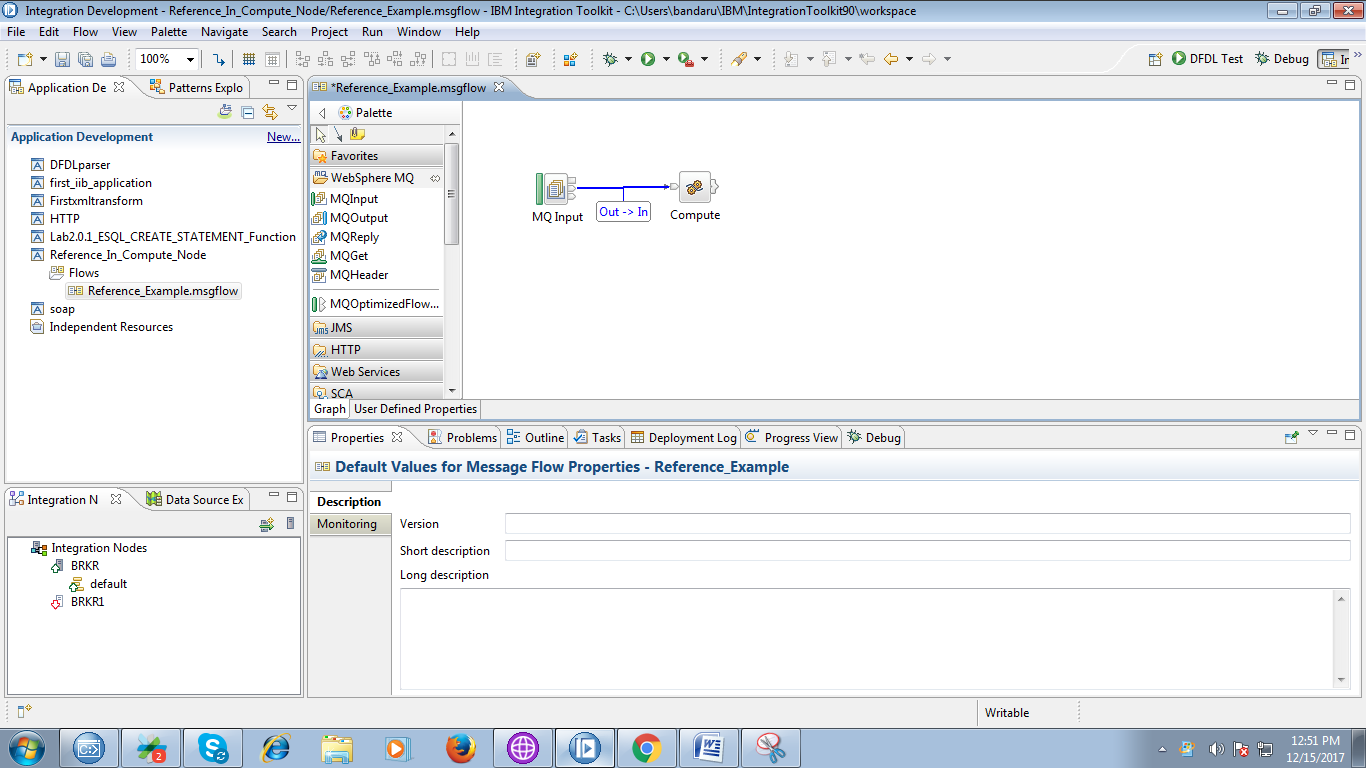 Integration Development - Reference_In_Compute_Node/Reference_Example.msgflow - IBM Integration Toolkit - C:\Users\bandaru\IBM\IntegrationToolkit90\workspace
File Edit Flow View Palette Navigate Search Project Run Window Help
100% DFDL Test Debug In
Application De Patterns Explo
Application Development New...
DFDLparser
first_iib_application
Firstxmltransform
HTTP
Lab2.0.1_ESQL_CREATE_STATEMENT_Function
Reference_In_Compute_Node
Flows
Reference_Example.msgflow
soap
Independent Resources
Integration N Data Source Ex
Integration Nodes
BRKR
default
BRKR1
*Reference_Example.msgflow
Palette
Favorites
WebSphere MQ
MQInput
MQOutput
MQReply
MQGet
MQHeader
MQOptimizedFlow...
JMS
HTTP
Web Services
SCA
MQ Input
Out -> In
Compute
Graph User Defined Properties
Properties Problems Outline Tasks Deployment Log Progress View Debug
Default Values for Message Flow Properties - Reference_Example
Description
Monitoring
Version
Short description
Long description
Writable
2
12:51 PM
12/15/2017